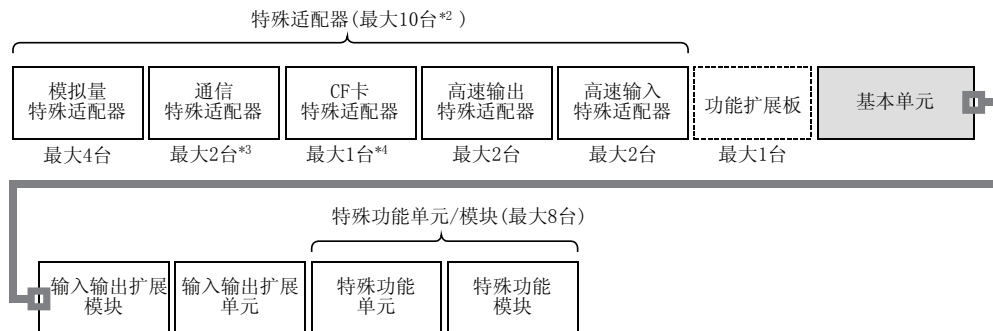 特殊适配器(最大10台*2 )
模拟量
特殊适配器
通信
特殊适配器
CF卡
特殊适配器
高速输出
特殊适配器
高速输入
特殊适配器
功能扩展板
基本单元
最大4台
最大2台*3
最大1台*4
最大2台
最大2台
最大1台
特殊功能单元/模块(最大8台)
输入输出扩展
模块
输入输出扩展
单元
特殊功能
单元
特殊功能
模块